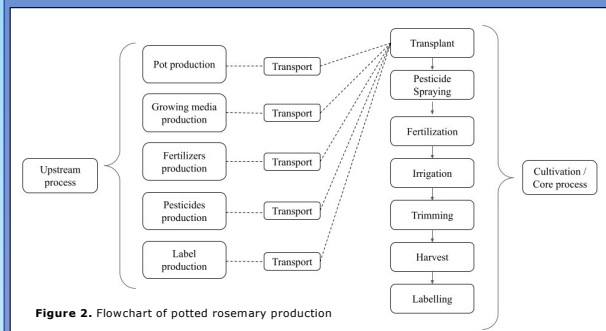 Upstream
process
Pot production
Transport
Growing media
production
Transport
Fertilizers
production
Transport
Pesticides
production
Transport
Label
production
Transport
Transplant
Pesticide
Spraying
Fertilization
Irrigation
Trimming
Harvest
Labelling
Cultivation /
Core process
Figure 2. Flowchart of potted rosemary production